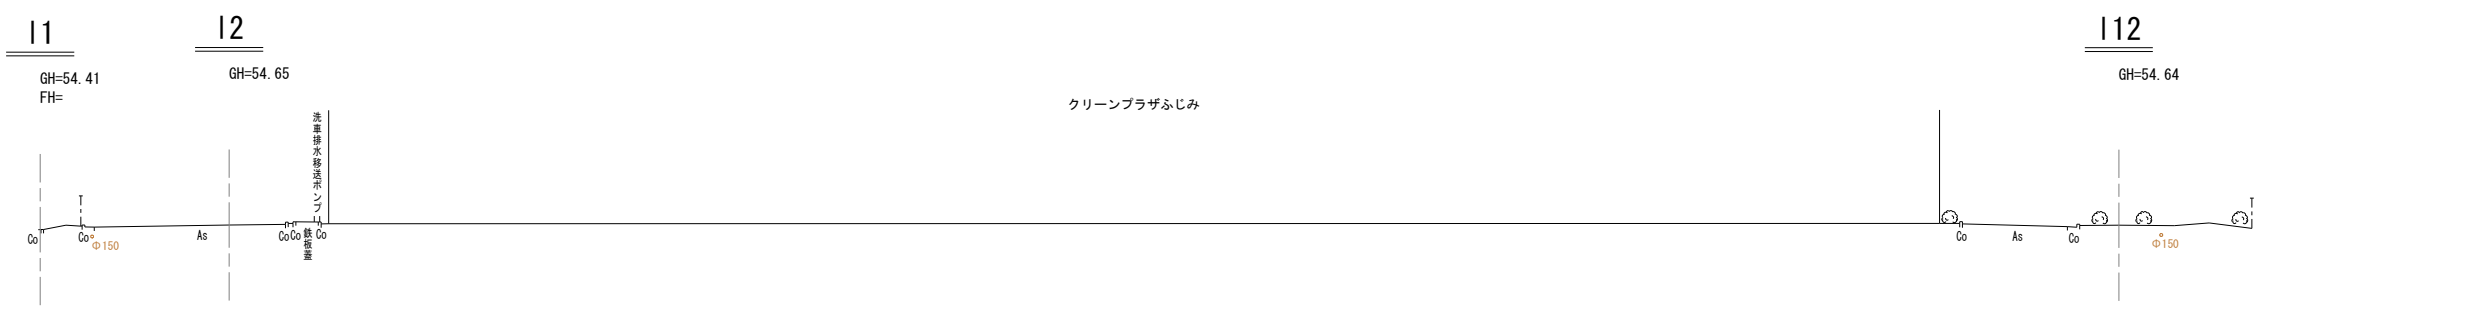 I1
GH=54.41
FH=
I2
GH=54.65
クリーンプラザふじみ
I12
GH=54.64
洗車排水移送ポンプ
Co
Co
Φ150
As
Co
Co
鉄板蓋
Co
Co
As
Co
Φ150